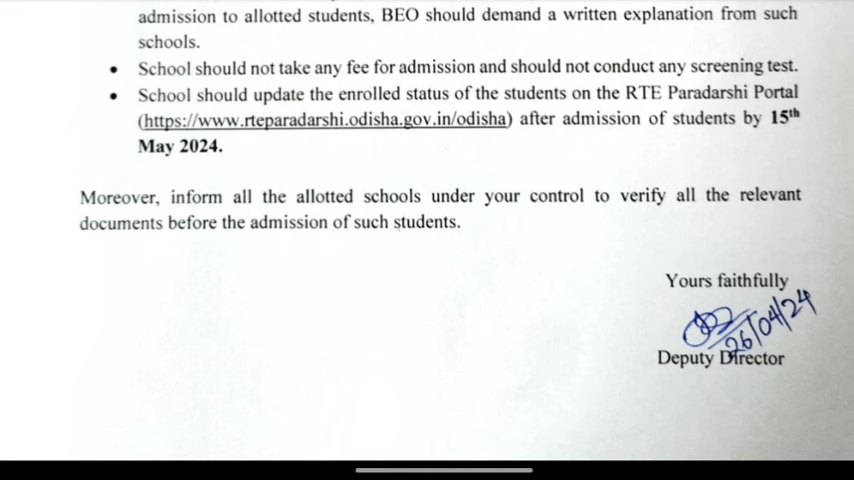 admission to allotted students, BEO should demand a written explanation from such
schools.
• School should not take any fee for admission and should not conduct any screening test.
• School should update the enrolled status of the students on the RTE Paradarshi Portal
(https://www.rteparadarshi.odisha.gov.in/odisha) after admission of students by 15th
May 2024.
Moreover, inform all the allotted schools under your control to verify all the relevant
documents before the admission of such students.
Yours faithfully
26/04/24
Deputy Director